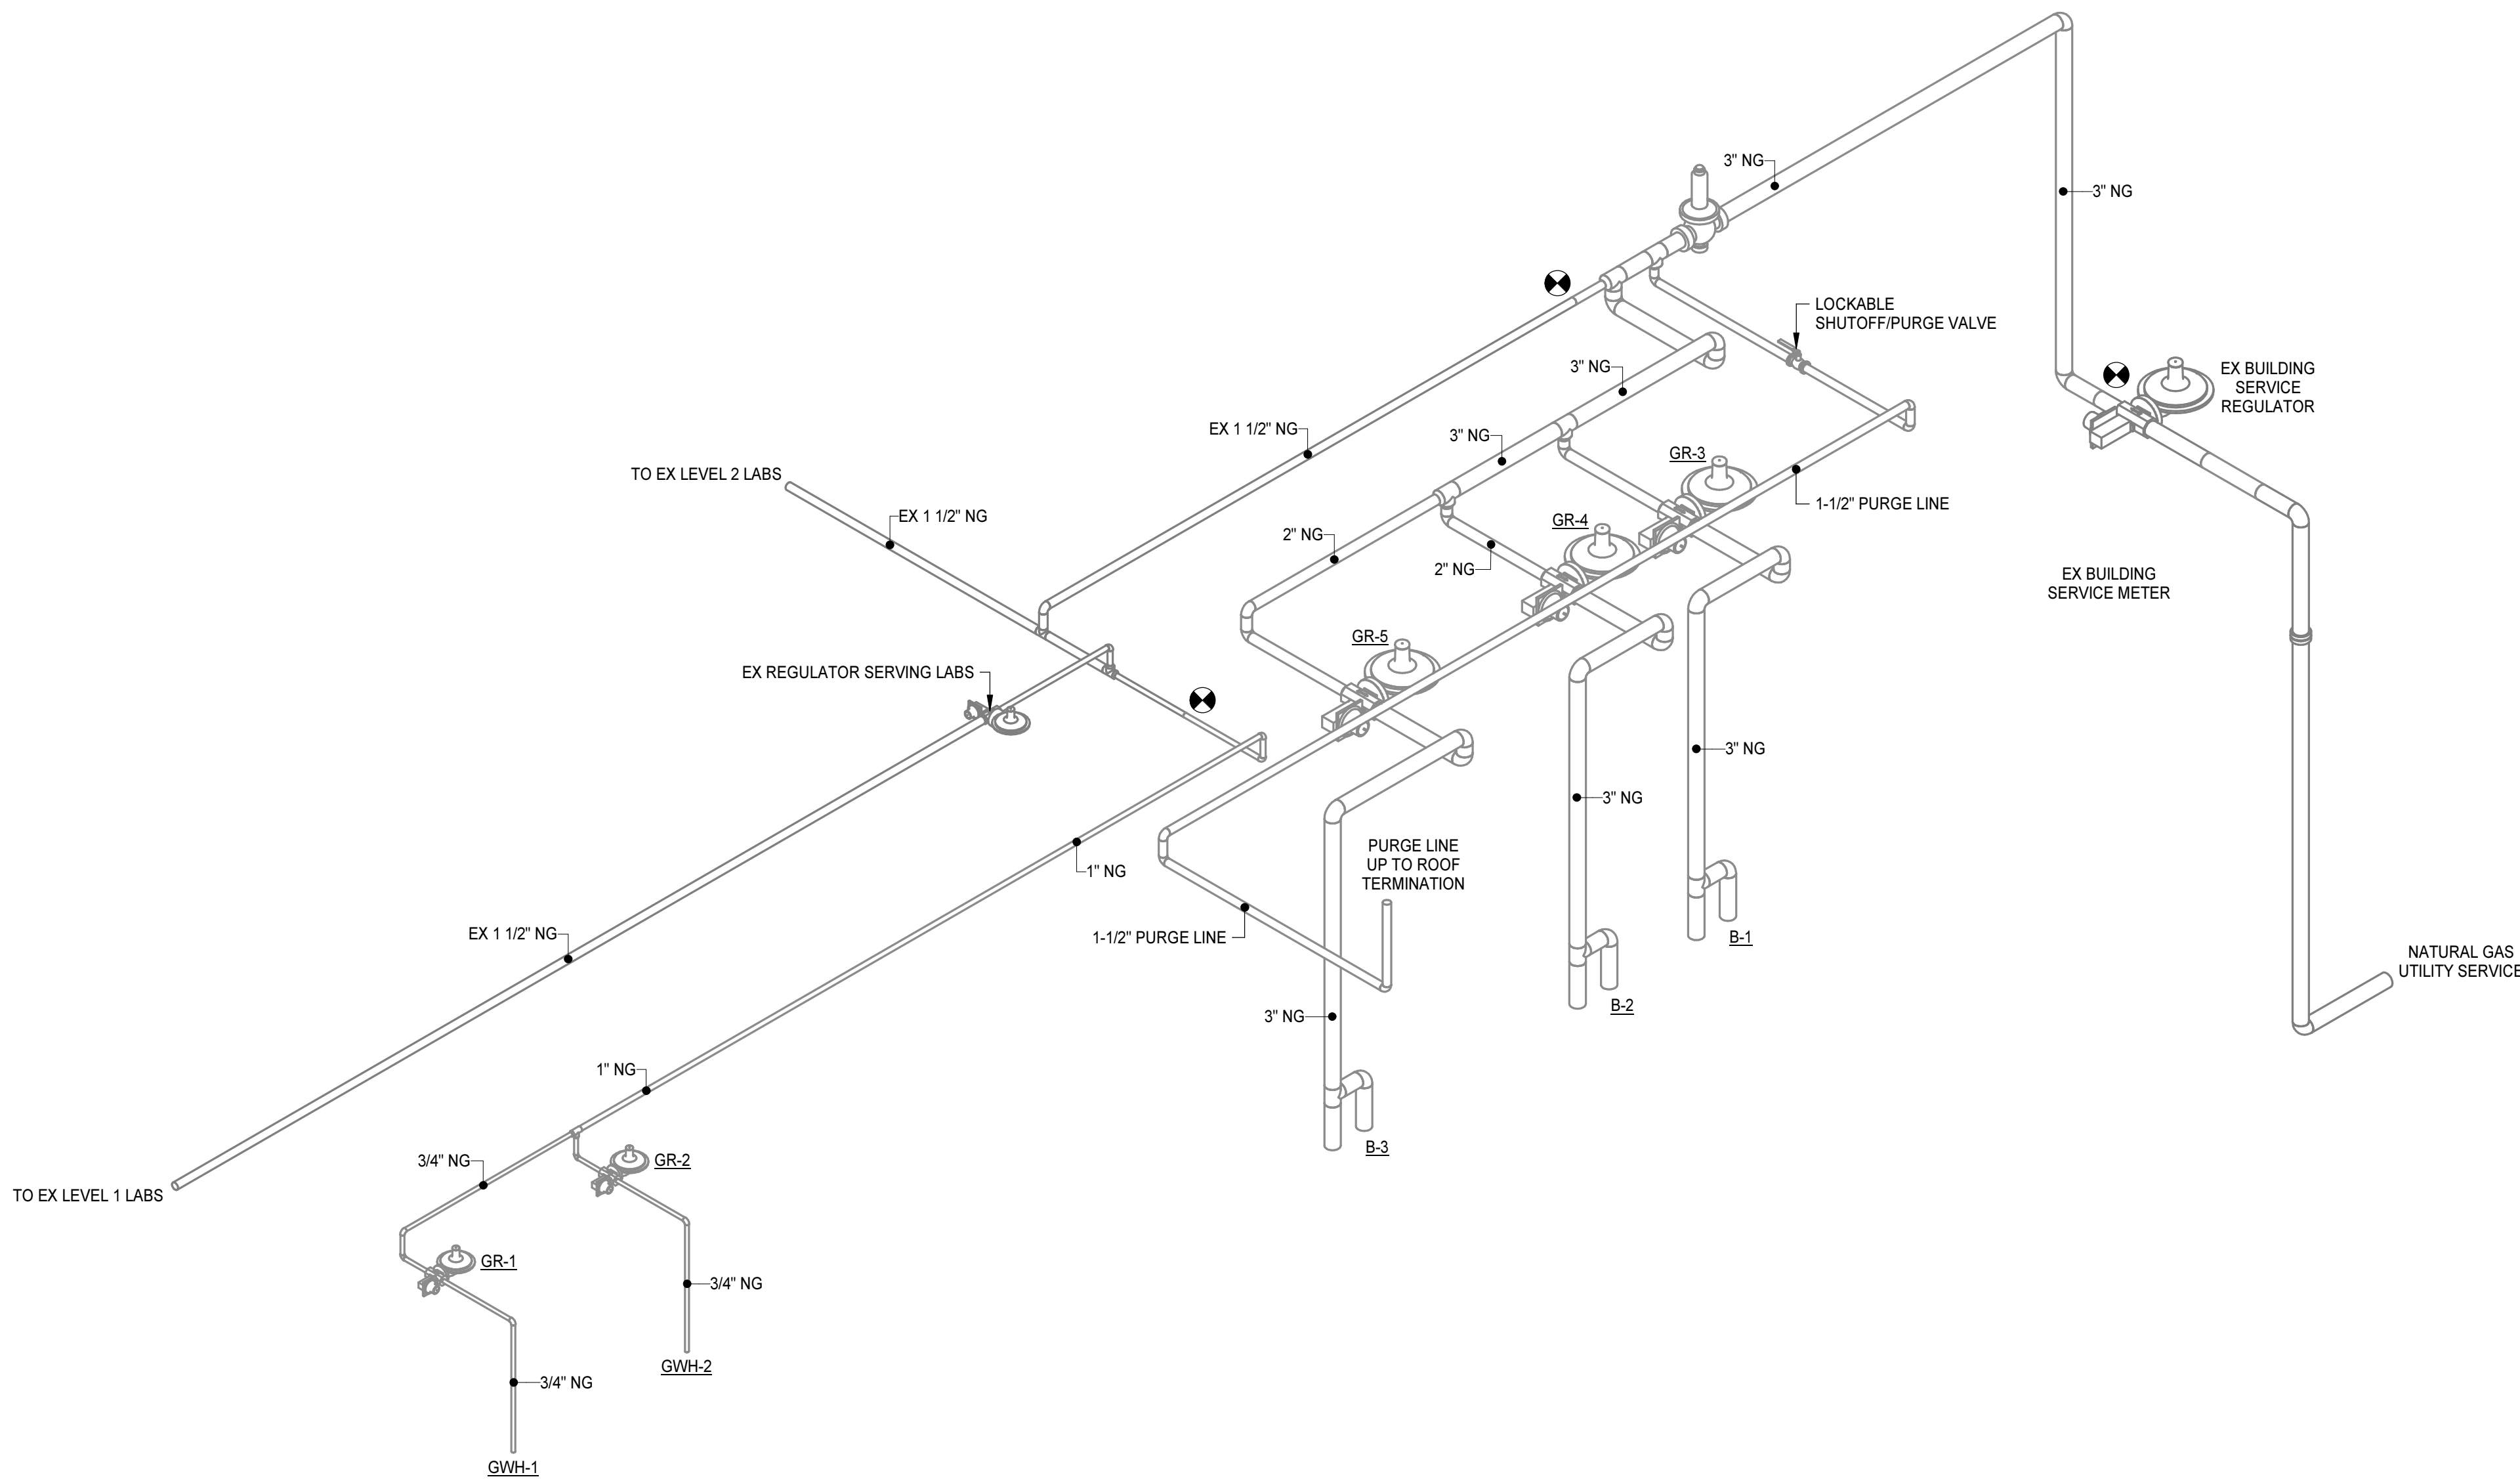 3" NG
3" NG
LOCKABLE
SHUTOFF/PURGE VALVE
3" NG
EX BUILDING
SERVICE
REGULATOR
EX 1 1/2" NG
3" NG
GR-3
TO EX LEVEL 2 LABS
1-1/2" PURGE LINE
EX 1 1/2" NG
GR-4
2" NG
2" NG
EX BUILDING
SERVICE METER
GR-5
EX REGULATOR SERVING LABS
3" NG
3" NG
PURGE LINE
UP TO ROOF
TERMINATION
1" NG
EX 1 1/2" NG
1-1/2" PURGE LINE
B-1
NATURAL GAS
UTILITY SERVICE
B-2
3" NG
1" NG
B-3
3/4" NG
GR-2
TO EX LEVEL 1 LABS
GR-1
3/4" NG
GWH-2
3/4" NG
GWH-1